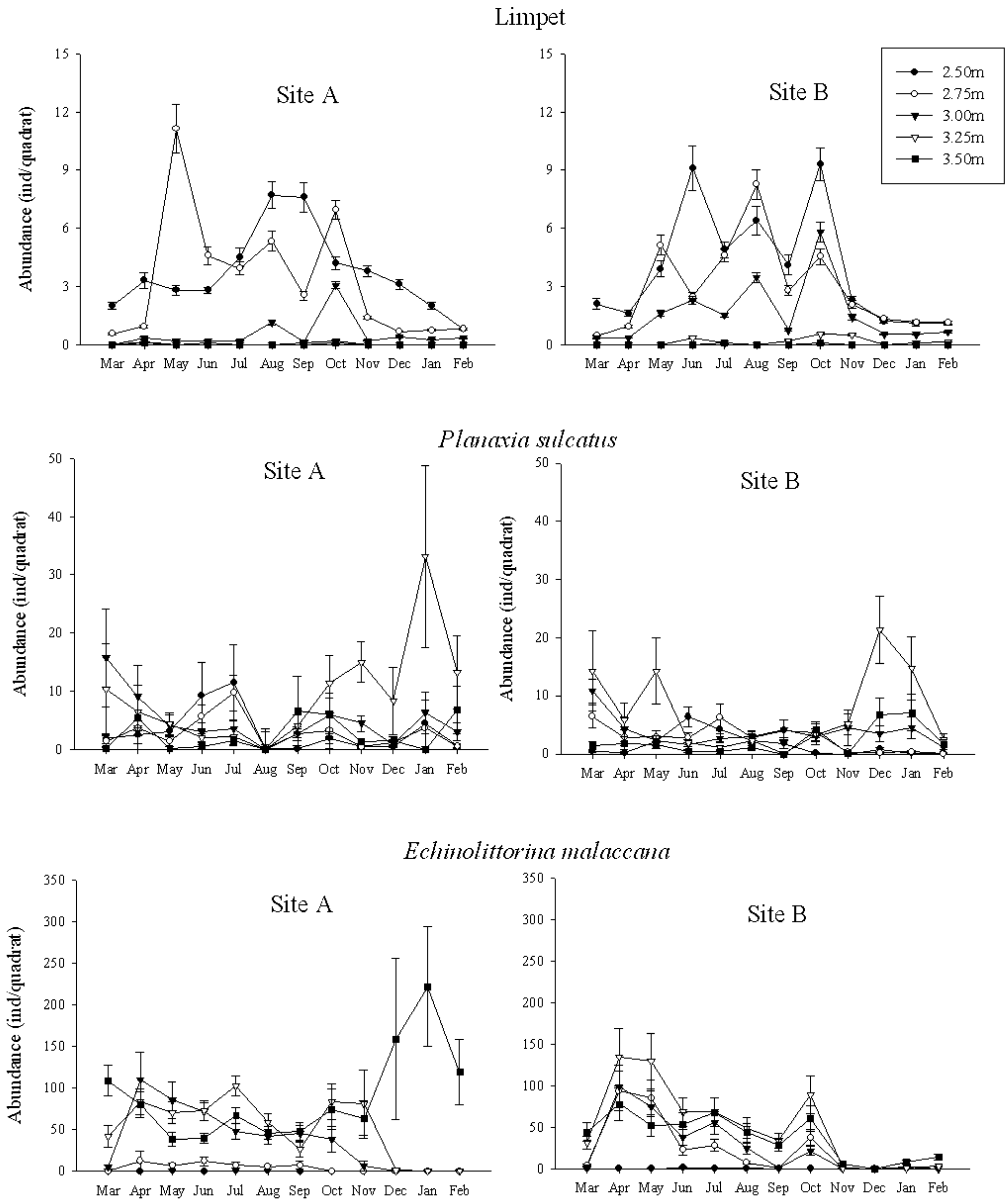 Limpet
Site A
Site B
2.50m
2.75m
3.00m
3.25m
3.50m
Abundance (ind/quadrat)
15
12
9
6
3
0
Mar Apr May Jun Jul Aug Sep Oct Nov Dec Jan Feb
15
12
9
6
3
0
Mar Apr May Jun Jul Aug Sep Oct Nov Dec Jan Feb
Planaxia sulcatus
Site A
Site B
Abundance (ind/quadrat)
50
40
30
20
10
0
Mar Apr May Jun Jul Aug Sep Oct Nov Dec Jan Feb
Abundance (ind/quadrat)
50
40
30
20
10
0
Mar Apr May Jun Jul Aug Sep Oct Nov Dec Jan Feb
Echinolittorina malaccana
Site A
Site B
Abundance (ind/quadrat)
350
300
250
200
150
100
50
0
Mar Apr May Jun Jul Aug Sep Oct Nov Dec Jan Feb
350
300
250
200
150
100
50
0
Mar Apr May Jun Jul Aug Sep Oct Nov Dec Jan Feb